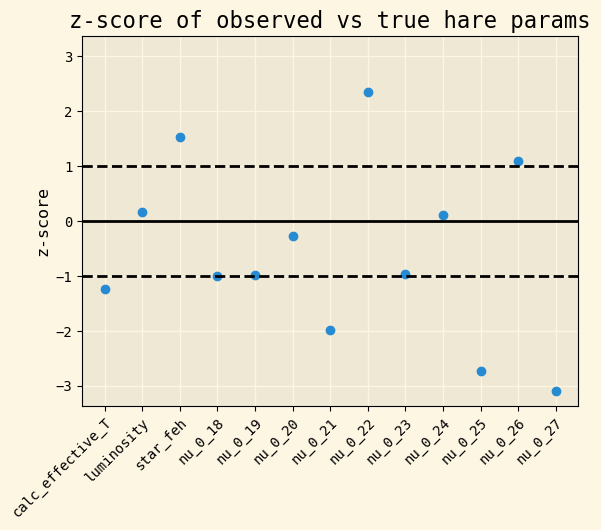 z-score of observed vs true hare params
z-score
3
2
1
0
−1
−2
−3
calc_effective_T
luminosity
star_feh
nu_0_18
nu_0_19
nu_0_20
nu_0_21
nu_0_22
nu_0_23
nu_0_24
nu_0_25
nu_0_26
nu_0_27